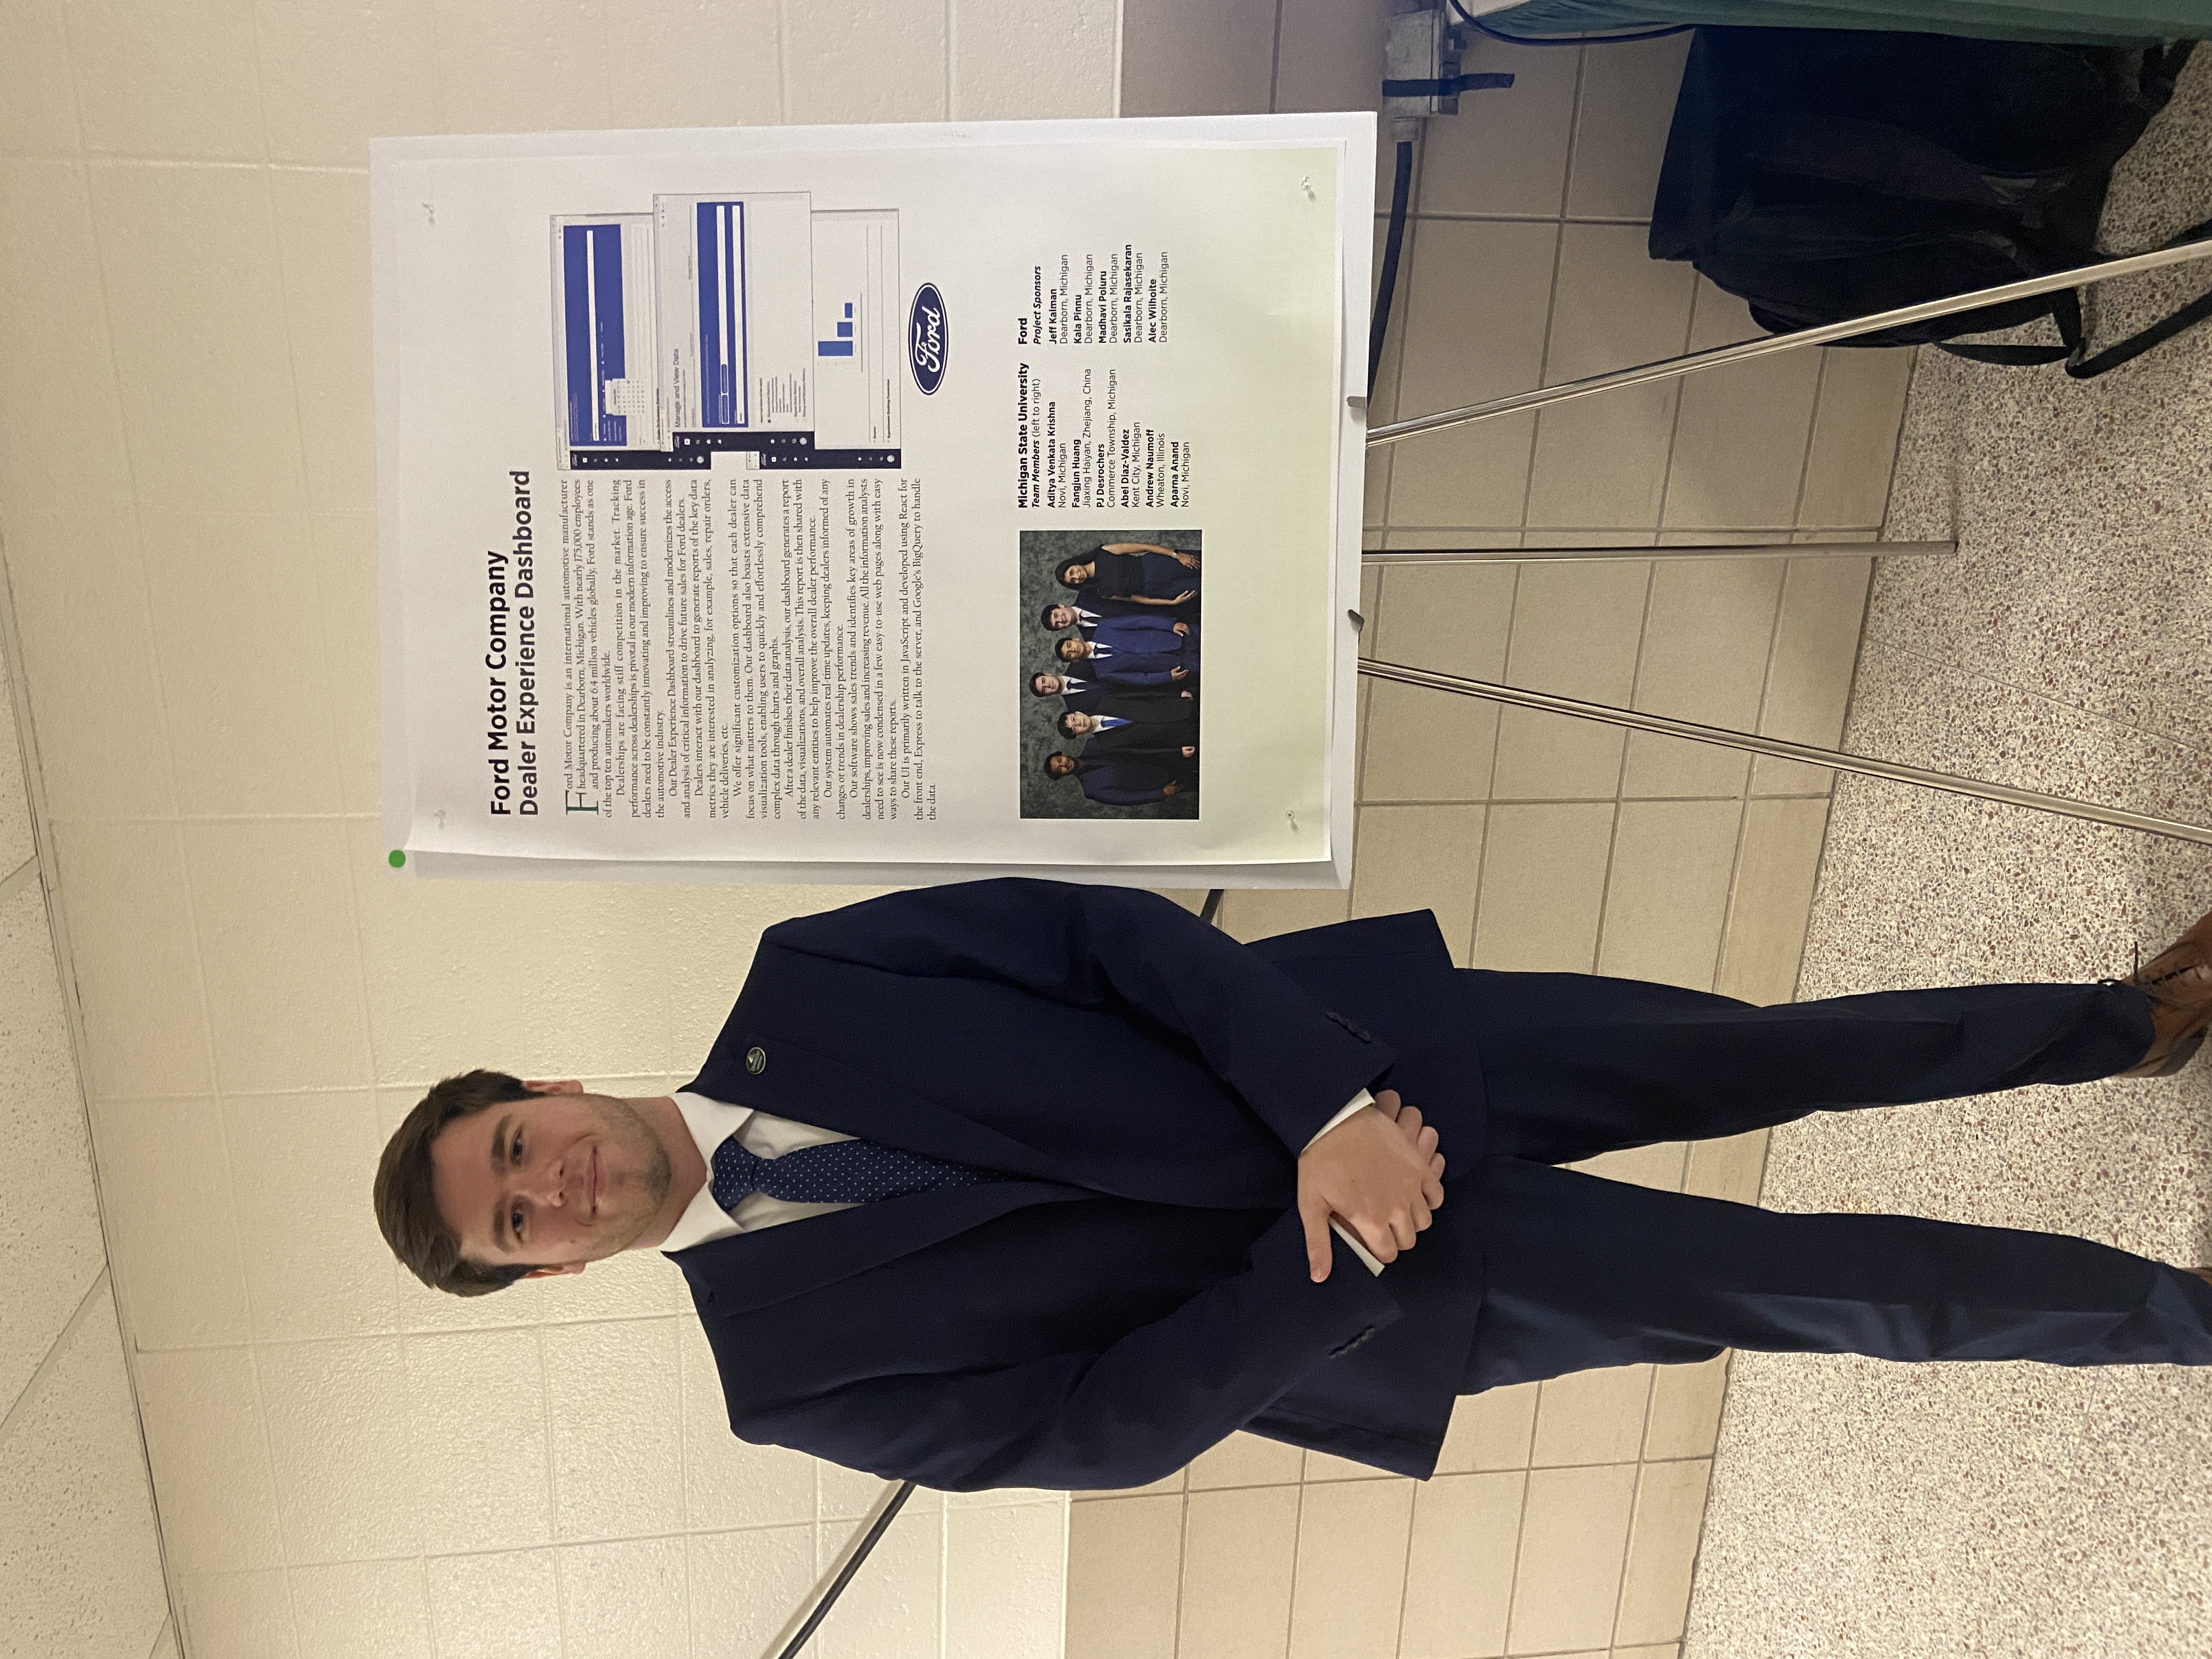 Ford Motor Company
Dealer Experience Dashboard
Ford Motor Company is an international automotive manufacturer
headquartered in Dearborn, Michigan. With nearly 175,000 employees
and producing about 6.4 million vehicles globally, Ford stands as one
of the top ten automakers worldwide.
Dealerships are facing stiff competition in the market. Tracking
performance across dealerships is pivotal in our modern information age. Ford
dealers need to be constantly innovating and improving to ensure success in
the automotive industry.
Our Dealer Experience Dashboard streamlines and modernizes the access
and analysis of critical information to drive future sales for Ford dealers.
Dealers interact with our dashboard to generate reports of the key data
metrics they are interested in analyzing, for example, sales, repair orders,
vehicle deliveries, etc.
We offer significant customization options so that each dealer can
focus on what matters to them. Our dashboard also boasts extensive data
visualization tools, enabling users to quickly and effortlessly comprehend
complex data through charts and graphs.
After a dealer finishes their data analysis, our dashboard generates a report
of the data, visualizations, and overall analysis. This report is then shared with
any relevant entities to help improve the overall dealer performance.
Our system automates real-time updates, keeping dealers informed of any
changes or trends in dealership performance.
Our software shows sales trends and identifies key areas of growth in
dealerships, improving sales and increasing revenue. All the information analysts
need to see is now condensed in a few easy-to-use web pages along with easy
ways to share these reports.
Our UI is primarily written in JavaScript and developed using React for
the front end, Express to talk to the server, and Google's BigQuery to handle
the data.
Manage and View Data
Ford
Michigan State University
Team Members (left to right)
Aditya Venkata Krishna
Novi, Michigan
Fangjun Huang
Jiaxing Haiyan, Zhejiang, China
PJ Desrochers
Commerce Township, Michigan
Abel Diaz-Valdez
Kent City, Michigan
Andrew Naumoff
Wheaton, Illinois
Aparna Anand
Novi, Michigan
Ford
Project Sponsors
Jeff Kalman
Dearborn, Michigan
Kala Pinnu
Dearborn, Michigan
Madhavi Poluru
Dearborn, Michigan
Sasikala Rajasekaran
Dearborn, Michigan
Alec Wilhoite
Dearborn, Michigan